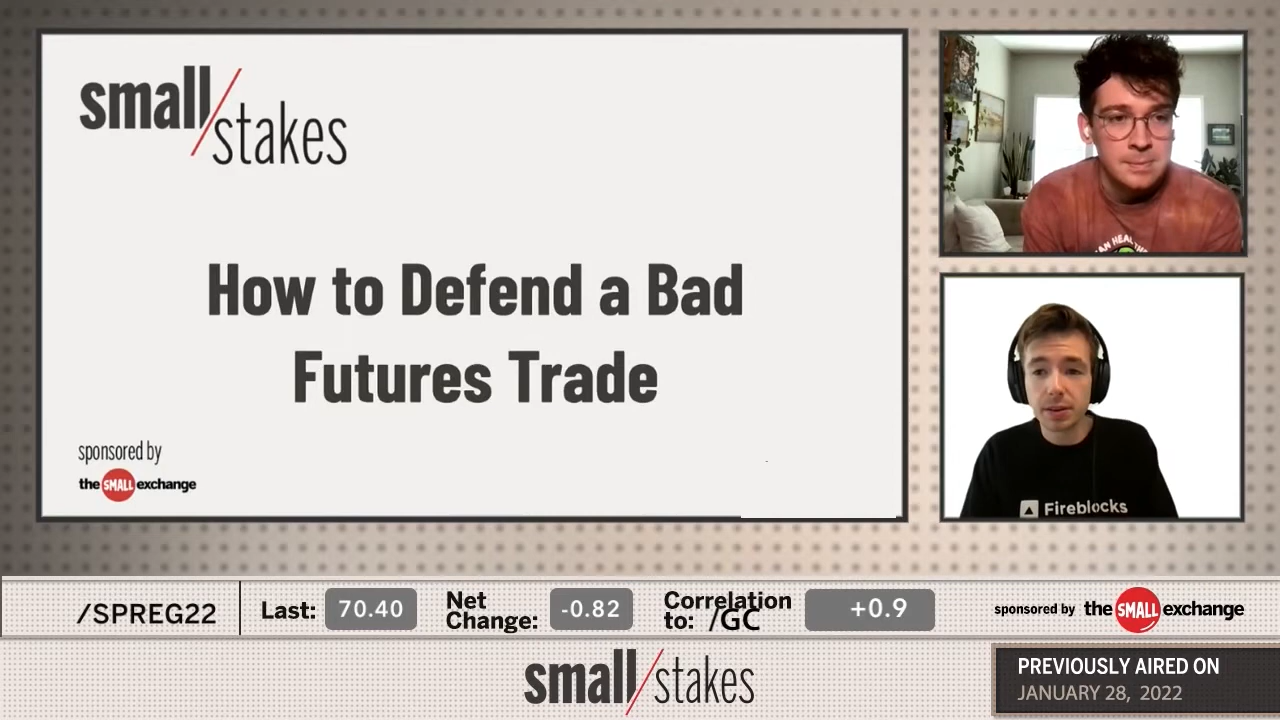 small/stakes
How to Defend a Bad
Futures Trade
sponsored by
the SMALL exchange
AN HEALTH
Fireblocks
/SPREG22
Last:
70.40
Net
Change:
-0.82
Correlation
to: /GC
+0.9
sponsored by the SMALL exchange
small/stakes
PREVIOUSLY AIRED ON
JANUARY 28, 2022